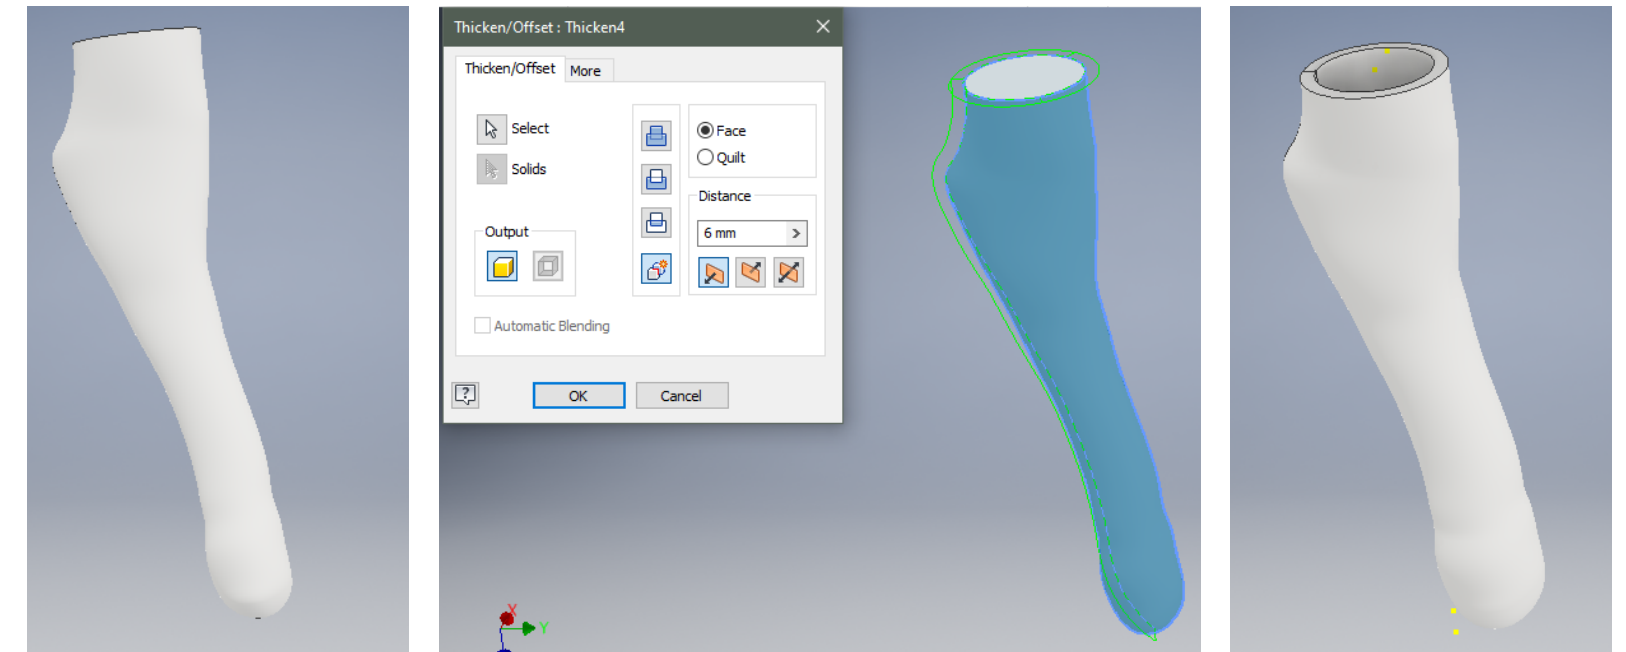 Thicken/Offset : Thicken4
Thicken/Offset
More
Select
Solids
Output
Automatic Blending
Face
Quilt
Distance
6 mm
OK
Cancel
X
Y